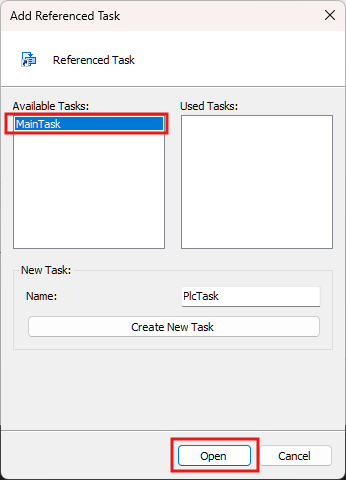 Add Referenced Task
Referenced Task
Available Tasks:
Used Tasks:
MainTask
New Task:
Name:
PlcTask
Create New Task
Open
Cancel